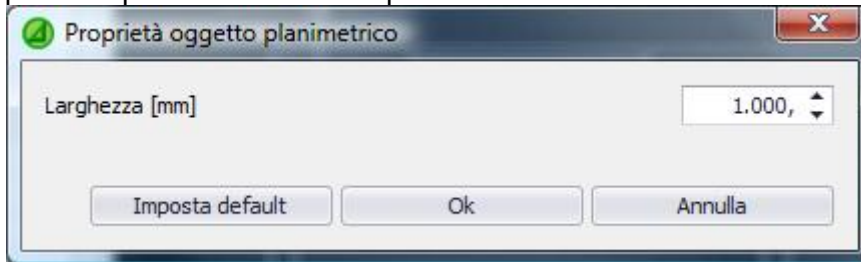 Proprietà oggetto planimetrico
Larghezza [mm] 1.000,
Imposta default Ok Annulla